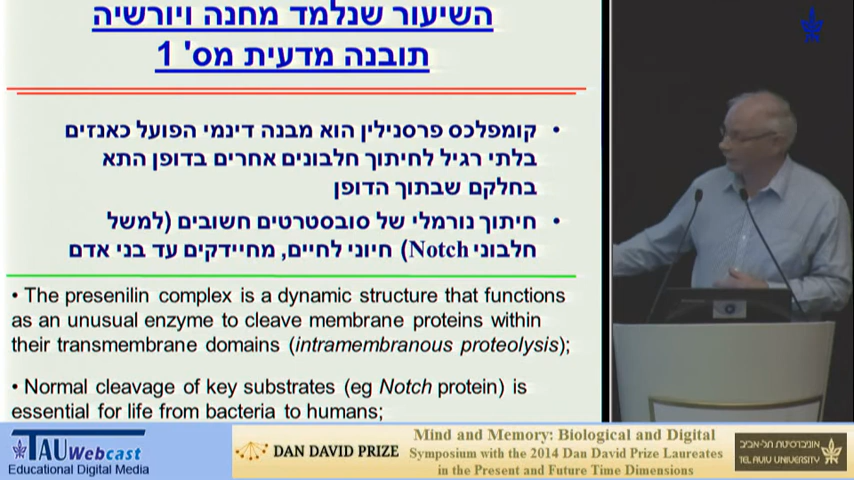 השיעור שנלמד מחנה ויורשיה
תובנה מדעית מס' 1
• קומפלכס פרסנילין הוא מבנה דינמי הפועל כאנזים
בלתי רגיל לחיתוך חלבונים אחרים בדופן התא
בחלקם שבתוך הדופן
• חיתוך נורמלי של סובסטרטים חשובים (למשל
חלבוני Notch) חיוני לחיים, מחיידקים עד בני אדם
• The presenilin complex is a dynamic structure that functions
as an unusual enzyme to cleave membrane proteins within
their transmembrane domains (intramembranous proteolysis);
• Normal cleavage of key substrates (eg Notch protein) is
essential for life from bacteria to humans;
TAU Webcast
Educational Digital Media
DAN DAVID PRIZE
Mind and Memory: Biological and Digital
Symposium with the 2014 Dan David Prize Laureates
in the Present and Future Time Dimensions
אוניברסיטת תל-אביב
TEL AVIV UNIVERSITY